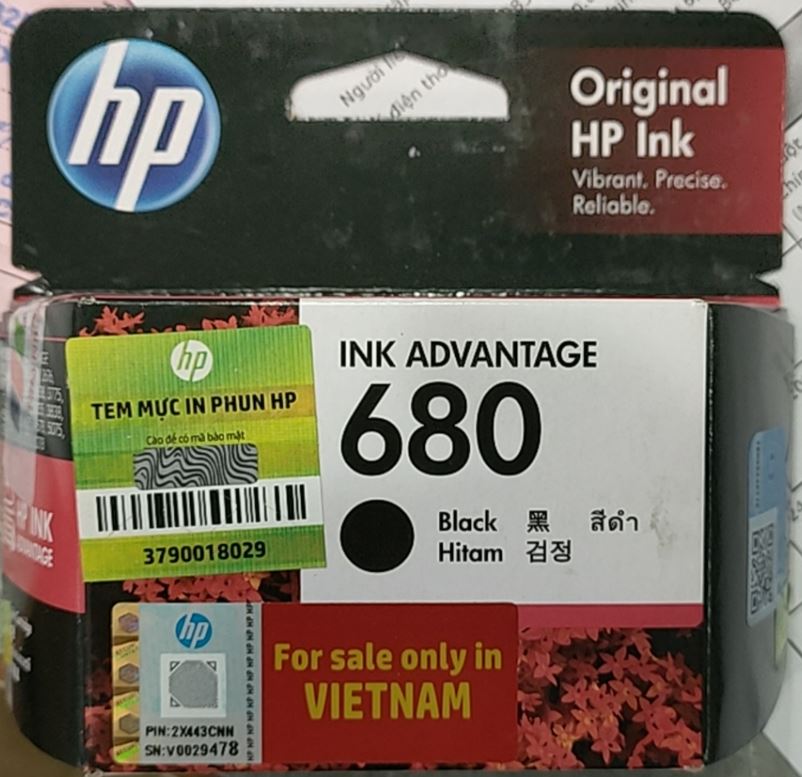 hp
Người
điện
Original
HP Ink
Vibrant. Precise.
Reliable.
hp
TEM MỰC IN PHUN HP
Cào để có mã bảo mật
3790018029
INK ADVANTAGE
680
Black 黑 สีดำ
Hitam 검정
HP INK
ADVANTAGE
hp
PIN:2X443CNN
SN:V0029478
For sale only in
VIETNAM